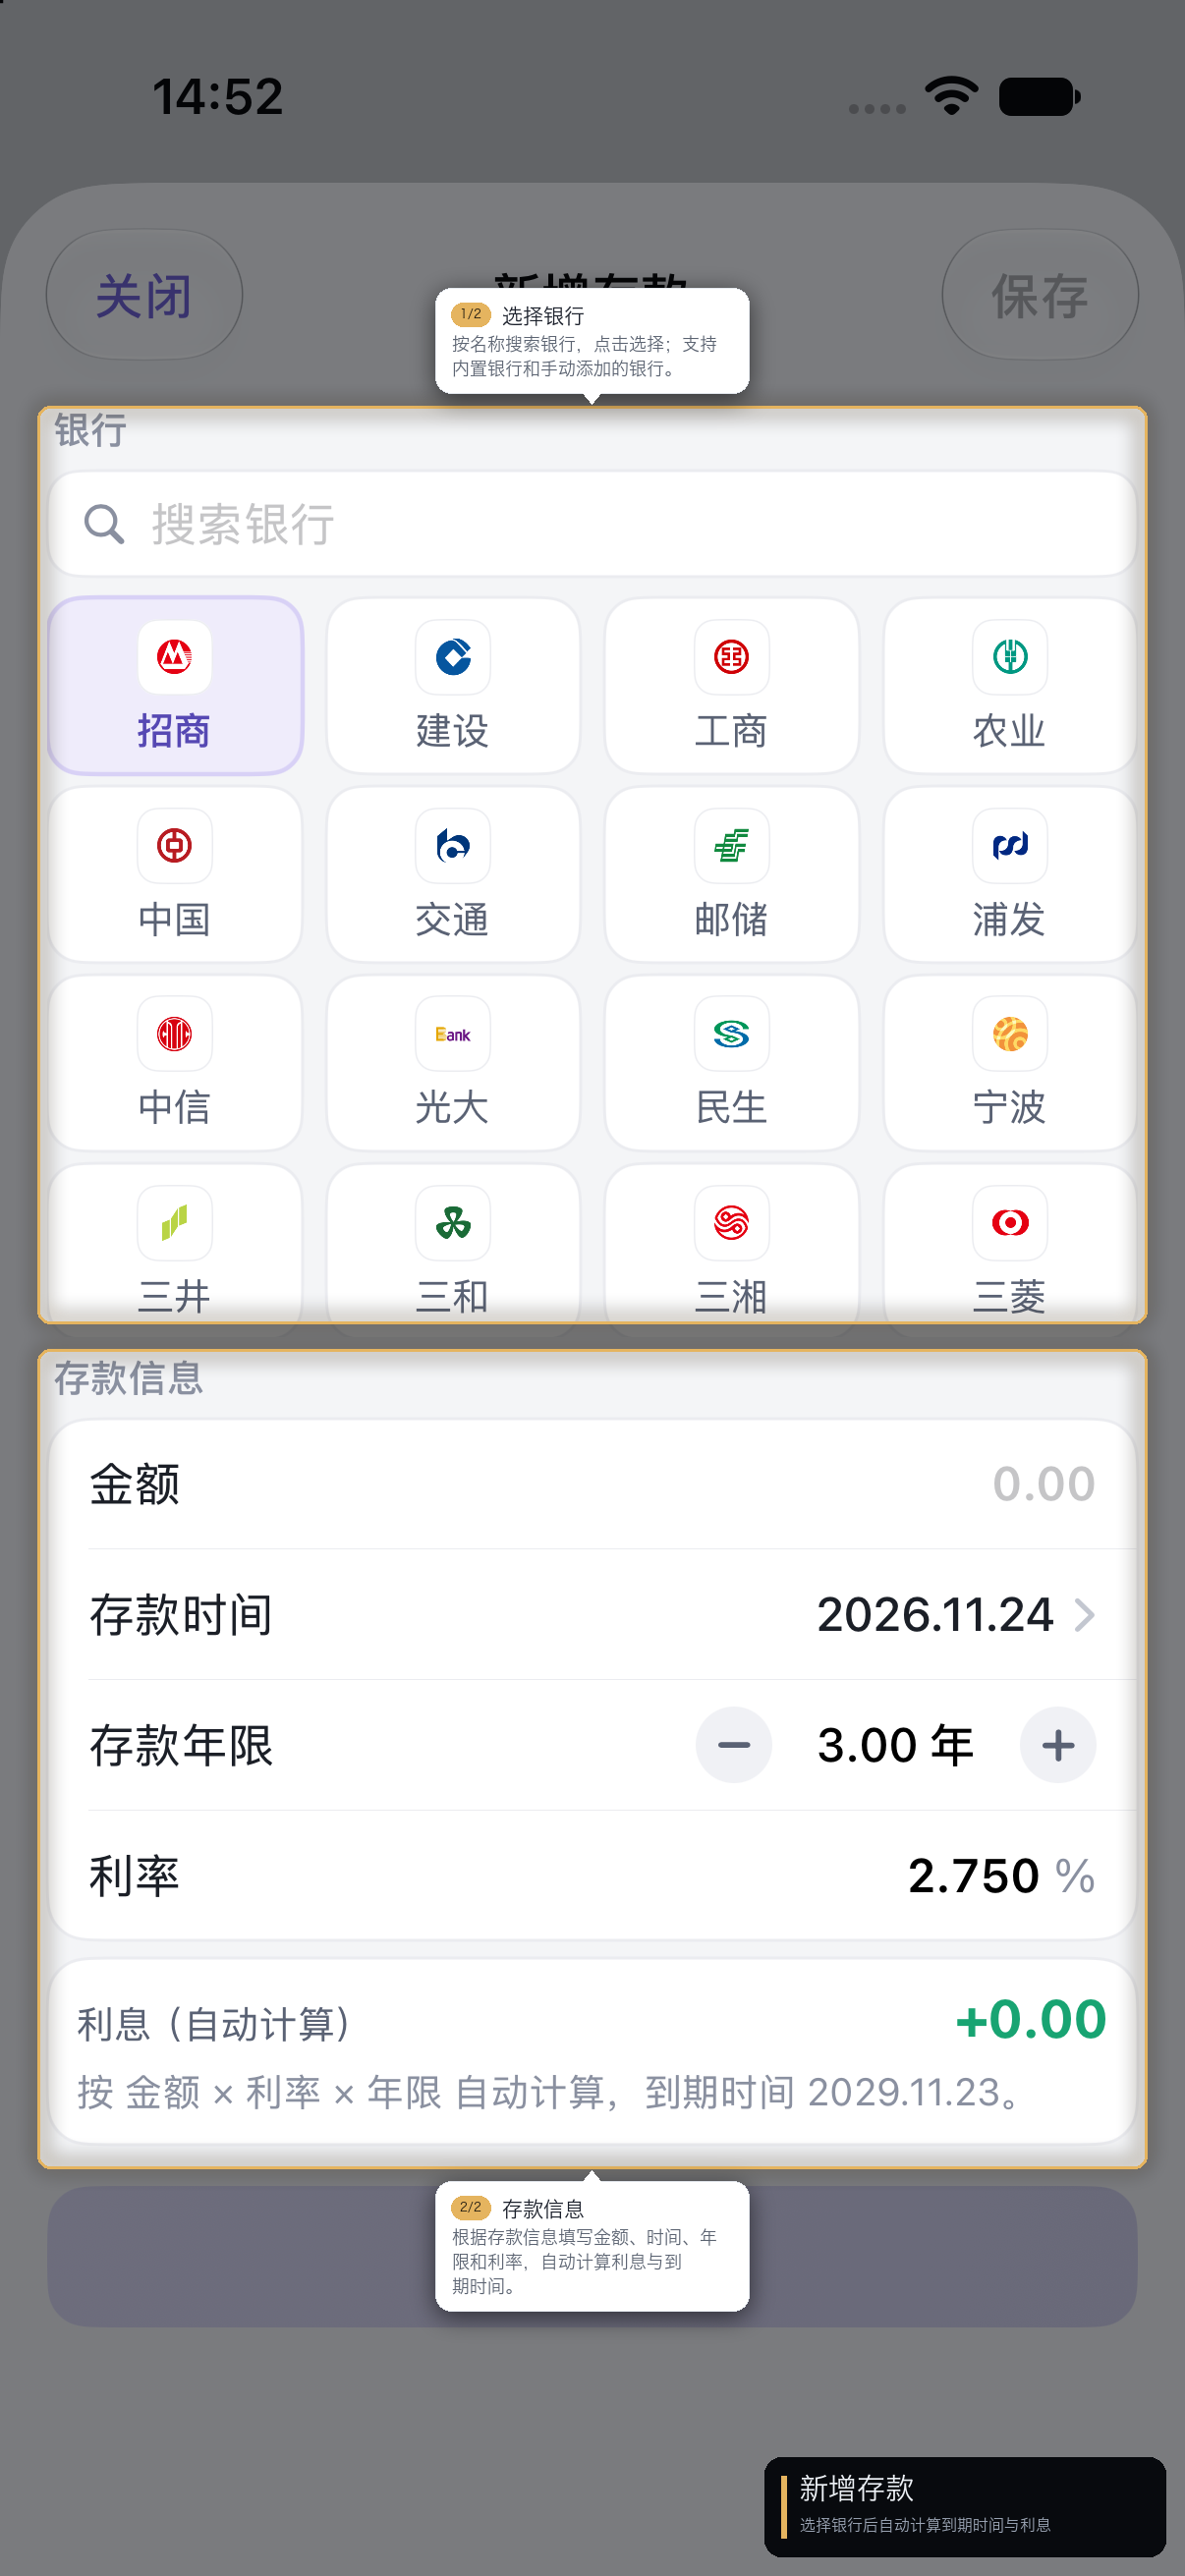 14:52
关闭
新增存款
保存
1/2 选择银行
按名称搜索银行，点击选择；支持
内置银行和手动添加的银行。
银行
搜索银行
招商
建设
工商
农业
中国
交通
邮储
浦发
中信
Bank
光大
民生
宁波
三井
三和
三湘
三菱
存款信息
金额 0.00
存款时间 2026.11.24
存款年限 3.00 年
利率 2.750 %
利息（自动计算） +0.00
按 金额 × 利率 × 年限 自动计算，到期时间 2029.11.23。
2/2 存款信息
根据存款信息填写金额、时间、年
限和利率，自动计算利息与到
期时间。
新增存款
选择银行后自动计算到期时间与利息